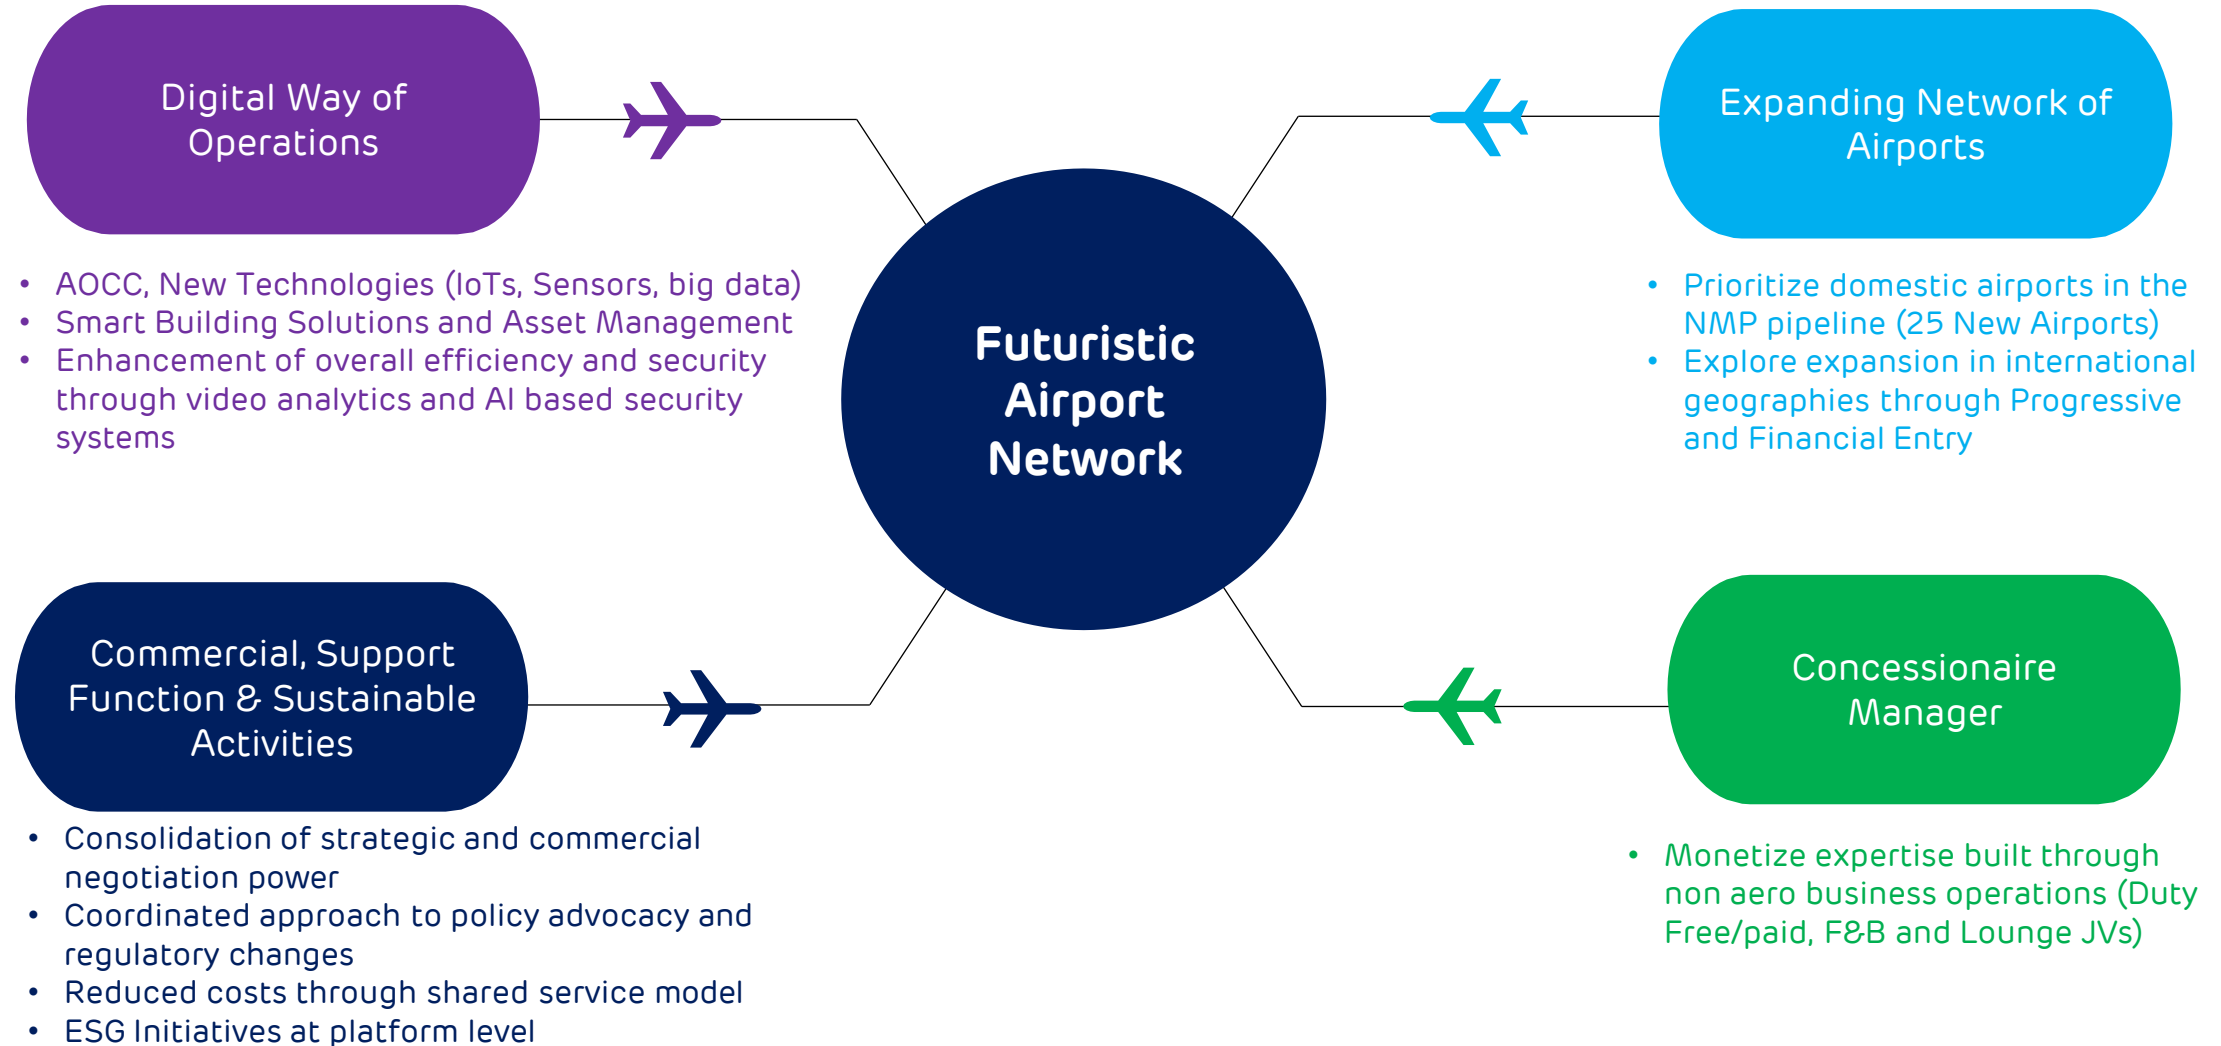 Digital Way of
Operations
• AOCC, New Technologies (IoTs, Sensors, big data)
• Smart Building Solutions and Asset Management
• Enhancement of overall efficiency and security
through video analytics and AI based security
systems
Expanding Network of
Airports
• Prioritize domestic airports in the
NMP pipeline (25 New Airports)
• Explore expansion in international
geographies through Progressive
and Financial Entry
Futuristic
Airport
Network
Commercial, Support
Function & Sustainable
Activities
• Consolidation of strategic and commercial
negotiation power
• Coordinated approach to policy advocacy and
regulatory changes
• Reduced costs through shared service model
• ESG Initiatives at platform level
Concessionaire
Manager
• Monetize expertise built through
non aero business operations (Duty
Free/paid, F&B and Lounge JVs)